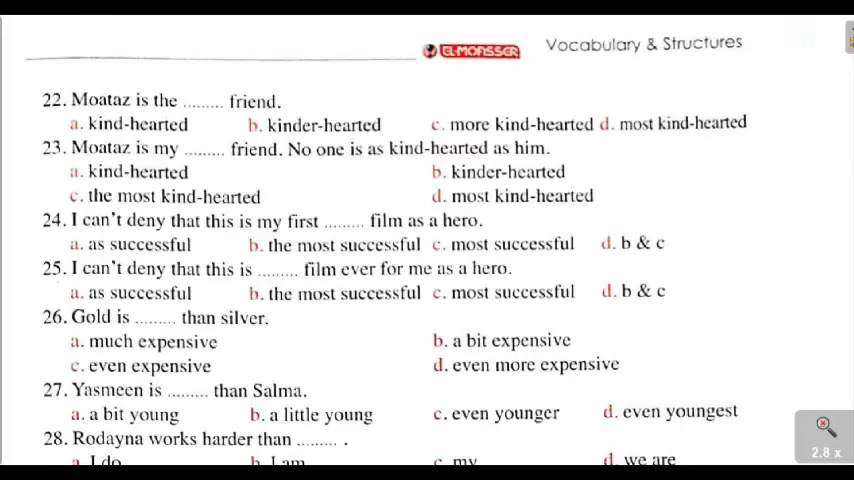 EL-MOASSER Vocabulary & Structures
22. Moataz is the ......... friend.
a. kind-hearted b. kinder-hearted c. more kind-hearted d. most kind-hearted
23. Moataz is my ......... friend. No one is as kind-hearted as him.
a. kind-hearted b. kinder-hearted
c. the most kind-hearted d. most kind-hearted
24. I can't deny that this is my first ......... film as a hero.
a. as successful b. the most successful c. most successful d. b & c
25. I can't deny that this is ......... film ever for me as a hero.
a. as successful b. the most successful c. most successful d. b & c
26. Gold is ......... than silver.
a. much expensive b. a bit expensive
c. even expensive d. even more expensive
27. Yasmeen is ......... than Salma.
a. a bit young b. a little young c. even younger d. even youngest
28. Rodayna works harder than ......... .
a. I do b. I am c. my d. we are
2.8 x